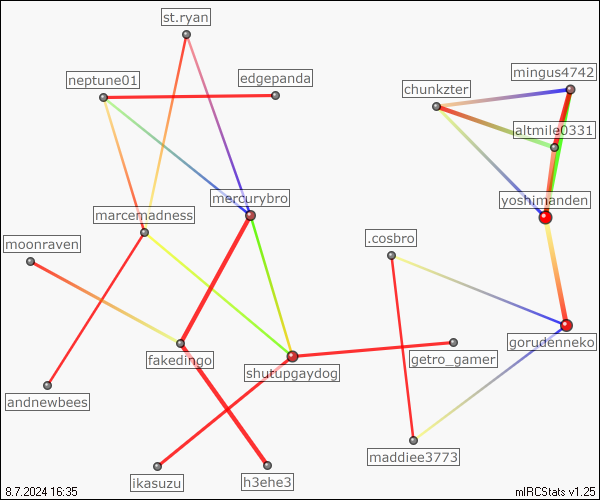 st.ryan
neptune01
edgepanda
mingus4742
chunkzter
altmile0331
mercurybro
yoshimanden
marcemadness
moonraven
.cosbro
gorudenneko
fakedingo
getro_gamer
shutupgaydog
andnewbees
maddiee3773
ikasuzu
h3ehe3
8.7.2024 16:35
mIRCStats v1.25